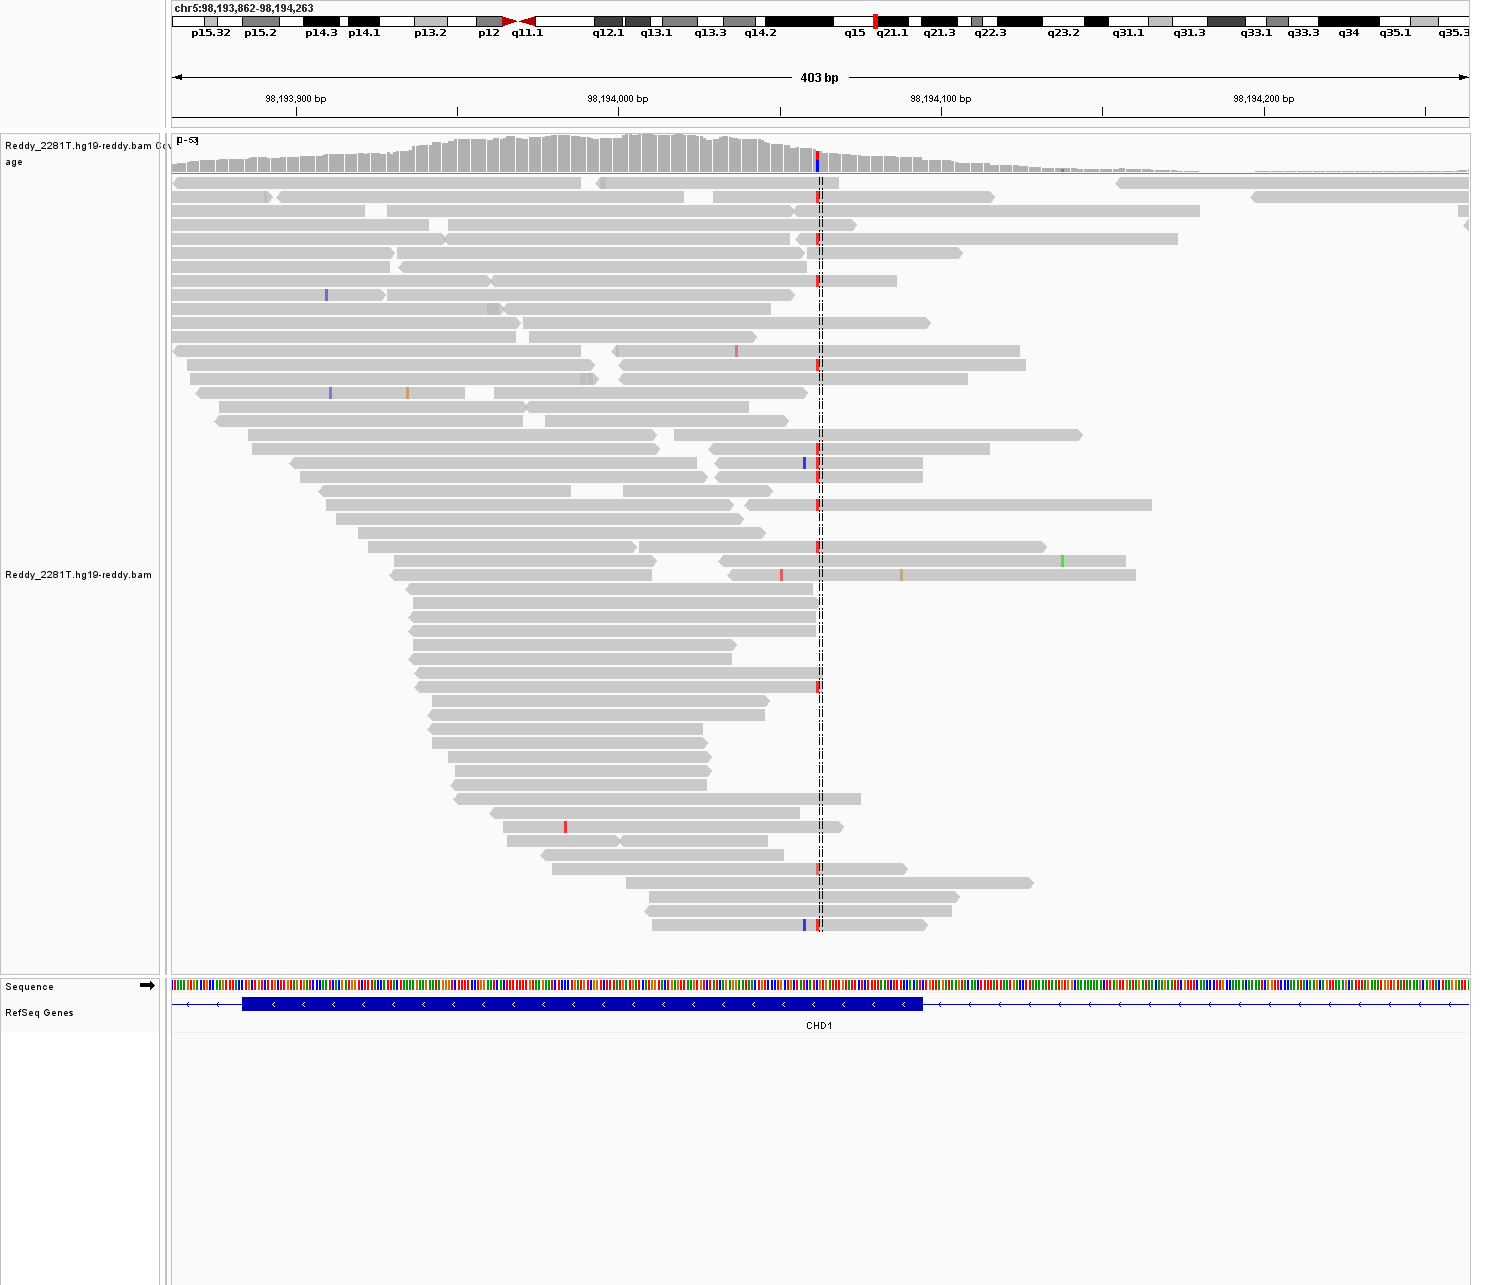 chr5:98,193,862-98,194,263
p15.32 p15.2 p14.3 p14.1 p13.2 p12 q11.1 q12.1 q13.1 q13.3 q14.2 q15 q21.1 q21.3 q22.3 q23.2 q31.1 q31.3 q33.1 q33.3 q34 q35.1 q35.3
403 bp
98,193,900 bp 98,194,000 bp 98,194,100 bp 98,194,200 bp
Reddy_2281T.hg19-reddy.bam Cov
age
[0-53]
Reddy_2281T.hg19-reddy.bam
Sequence
RefSeq Genes
CHD1